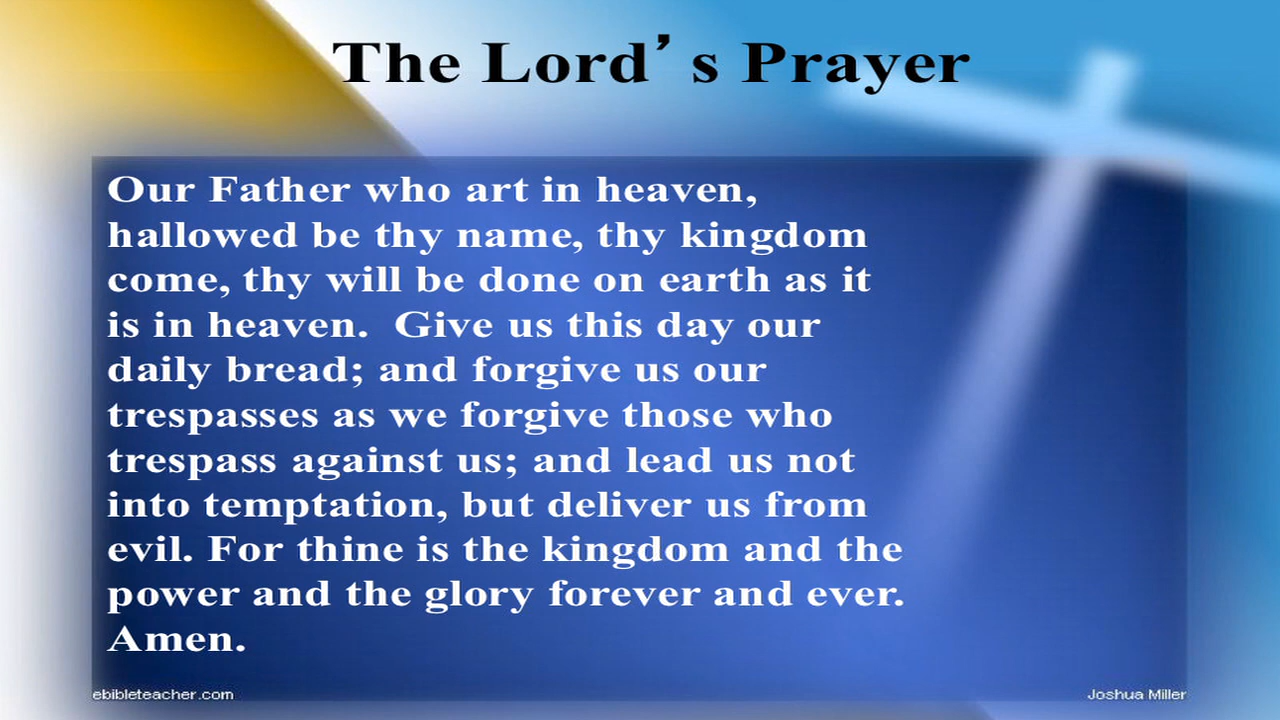 The Lord’s Prayer
Our Father who art in heaven,
hallowed be thy name, thy kingdom
come, thy will be done on earth as it
is in heaven.  Give us this day our
daily bread; and forgive us our
trespasses as we forgive those who
trespass against us; and lead us not
into temptation, but deliver us from
evil. For thine is the kingdom and the
power and the glory forever and ever.
Amen.
ebibleteacher.com
Joshua Miller